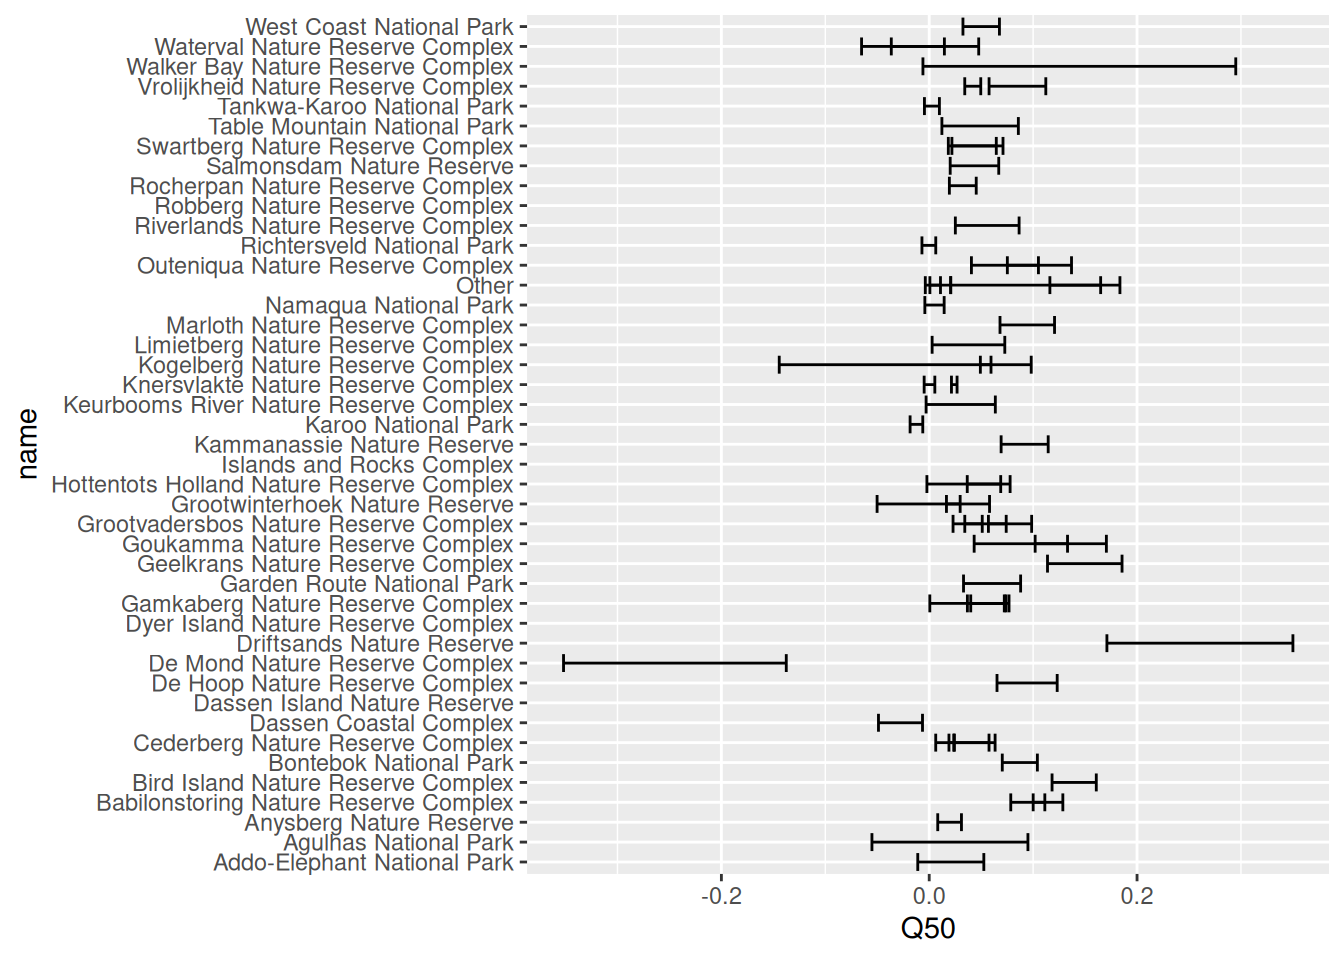 West Coast National Park
Waterval Nature Reserve Complex
Walker Bay Nature Reserve Complex
Vrolijkheid Nature Reserve Complex
Tankwa-Karoo National Park
Table Mountain National Park
Swartberg Nature Reserve Complex
Salmonsdam Nature Reserve
Rocherpan Nature Reserve Complex
Robberg Nature Reserve Complex
Riverlands Nature Reserve Complex
Richtersveld National Park
Outeniqua Nature Reserve Complex
Other
Namaqua National Park
Marloth Nature Reserve Complex
Limietberg Nature Reserve Complex
Kogelberg Nature Reserve Complex
Knersvlakte Nature Reserve Complex
Keurbooms River Nature Reserve Complex
Karoo National Park
Kammanassie Nature Reserve
Islands and Rocks Complex
Hottentots Holland Nature Reserve Complex
Grootwinterhoek Nature Reserve
Grootvadersbos Nature Reserve Complex
Goukamma Nature Reserve Complex
Geelkrans Nature Reserve Complex
Garden Route National Park
Gamkaberg Nature Reserve Complex
Dyer Island Nature Reserve Complex
Driftsands Nature Reserve
De Mond Nature Reserve Complex
De Hoop Nature Reserve Complex
Dassen Island Nature Reserve
Dassen Coastal Complex
Cederberg Nature Reserve Complex
Bontebok National Park
Bird Island Nature Reserve Complex
Babilonstoring Nature Reserve Complex
Anysberg Nature Reserve
Agulhas National Park
Addo-Elephant National Park
name
-0.2 0.0 0.2
Q50